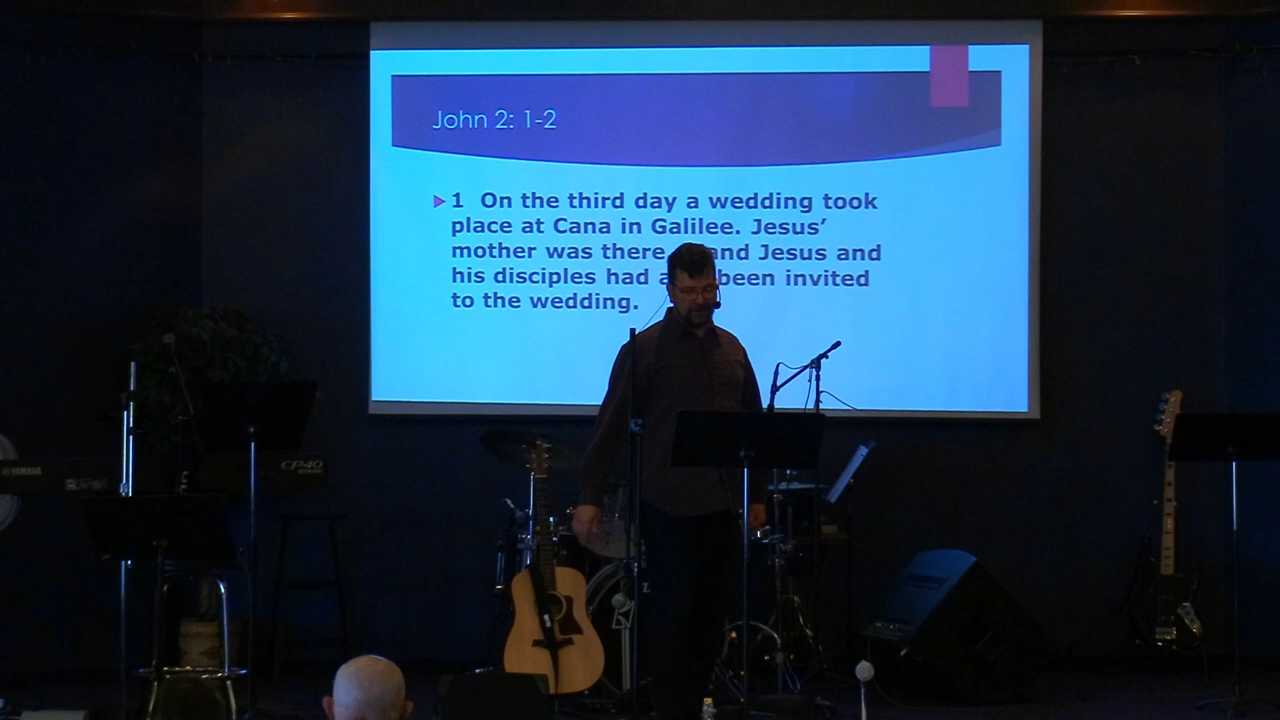 John 2: 1-2
1 On the third day a wedding took
place at Cana in Galilee. Jesus’
mother was there and Jesus and
his disciples had been invited
to the wedding.
YAMAHA
CP40